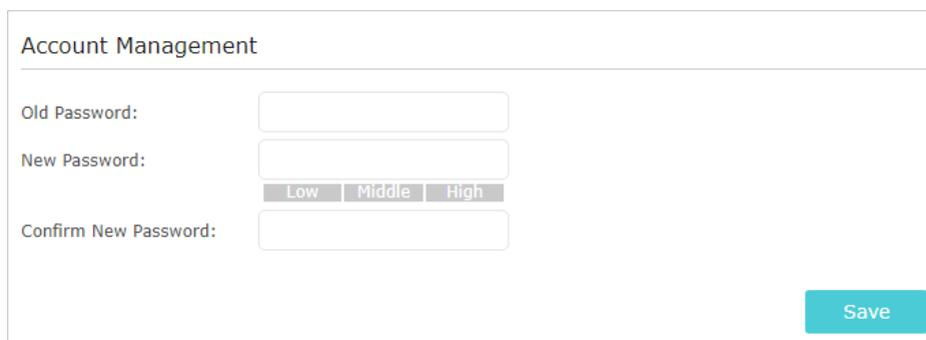 Account Management
Old Password:
New Password:
Low Middle High
Confirm New Password:
Save